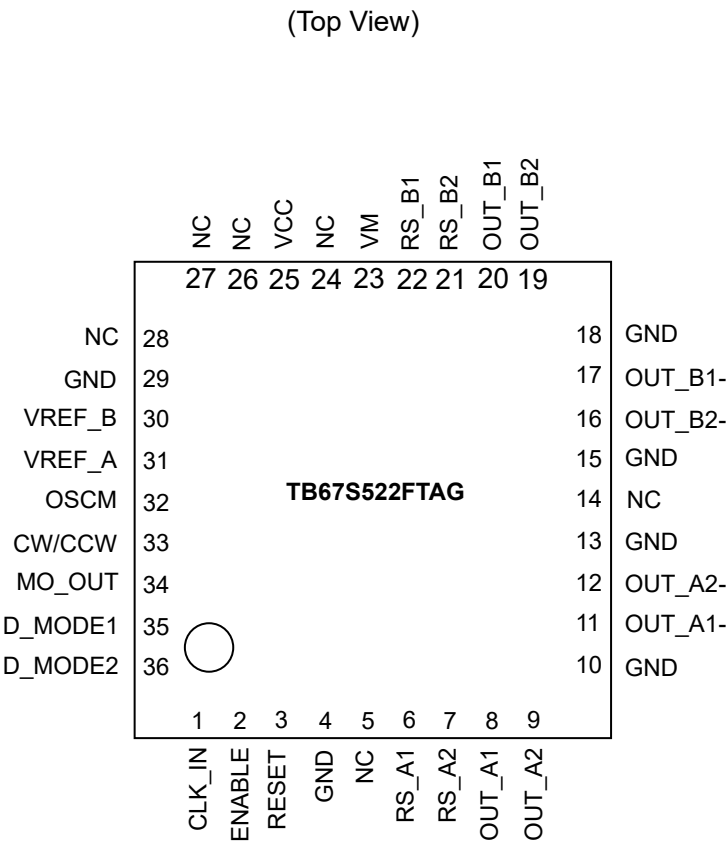 (Top View)
NC
NC
VCC
NC
VM
RS_B1
RS_B2
OUT_B1
OUT_B2
27 26 25 24 23 22 21 20 19
NC 28
GND 29
VREF_B 30
VREF_A 31
OSCM 32
CW/CCW 33
MO_OUT 34
D_MODE1 35
D_MODE2 36
TB67S522FTAG
18 GND
17 OUT_B1-
16 OUT_B2-
15 GND
14 NC
13 GND
12 OUT_A2-
11 OUT_A1-
10 GND
1 2 3 4 5 6 7 8 9
CLK_IN
ENABLE
RESET
GND
NC
RS_A1
RS_A2
OUT_A1
OUT_A2